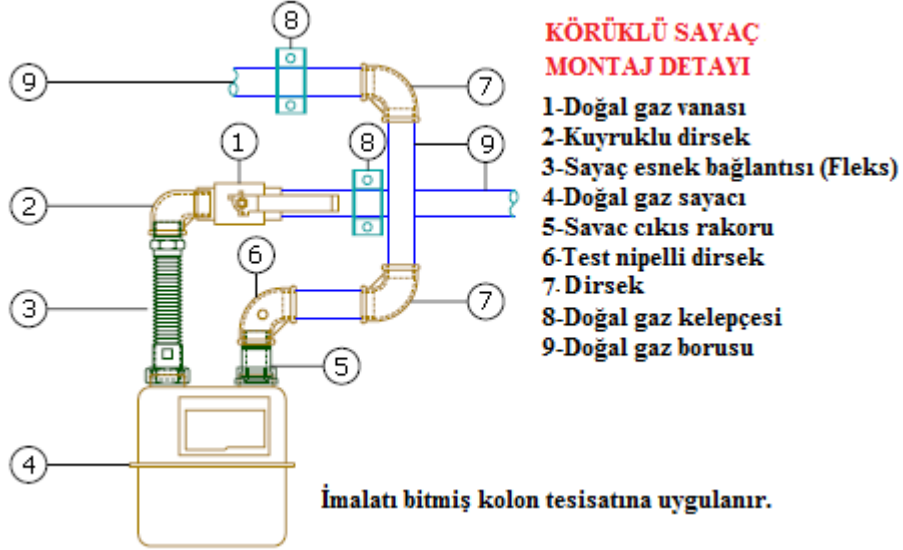 KÖRÜKLÜ SAYAÇ
MONTAJ DETAYI
1-Doğal gaz vanası
2-Kuyruklu dirsek
3-Sayaç esnek bağlantısı (Fleks)
4-Doğal gaz sayacı
5-Savac cıkıs rakoru
6-Test nipelli dirsek
7-Dirsek
8-Doğal gaz kelepçesi
9-Doğal gaz borusu
8
9
7
1
8
9
2
6
3
7
5
4
İmalatı bitmiş kolon tesisatına uygulanır.